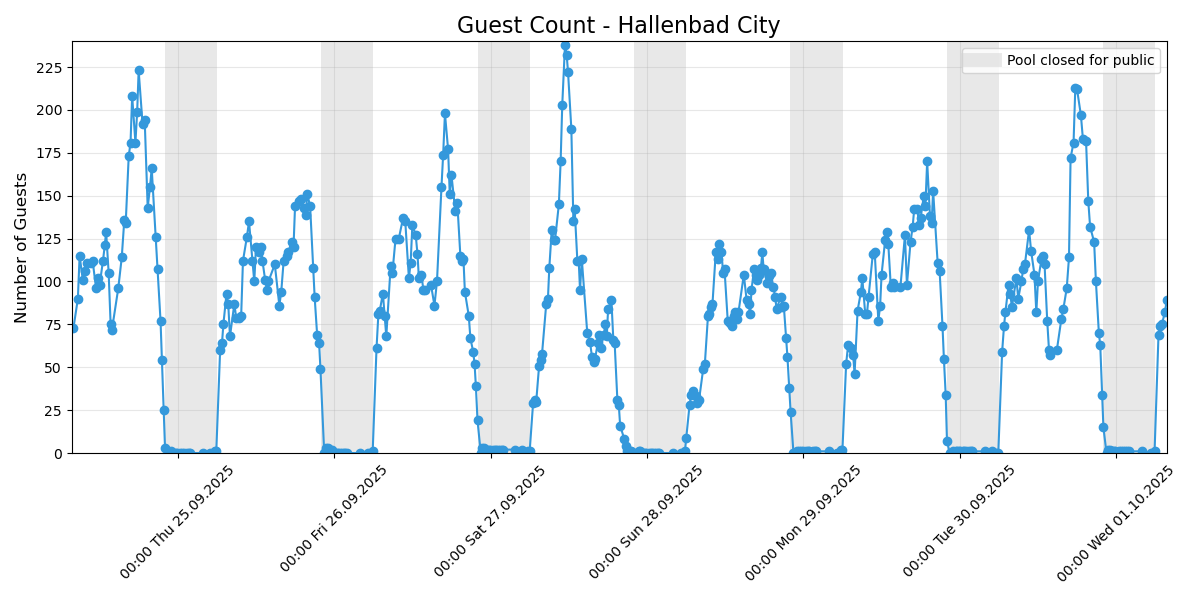 Guest Count - Hallenbad City
Pool closed for public
Number of Guests
225
200
175
150
125
100
75
50
25
0
00:00 Thu 25.09.2025
00:00 Fri 26.09.2025
00:00 Sat 27.09.2025
00:00 Sun 28.09.2025
00:00 Mon 29.09.2025
00:00 Tue 30.09.2025
00:00 Wed 01.10.2025